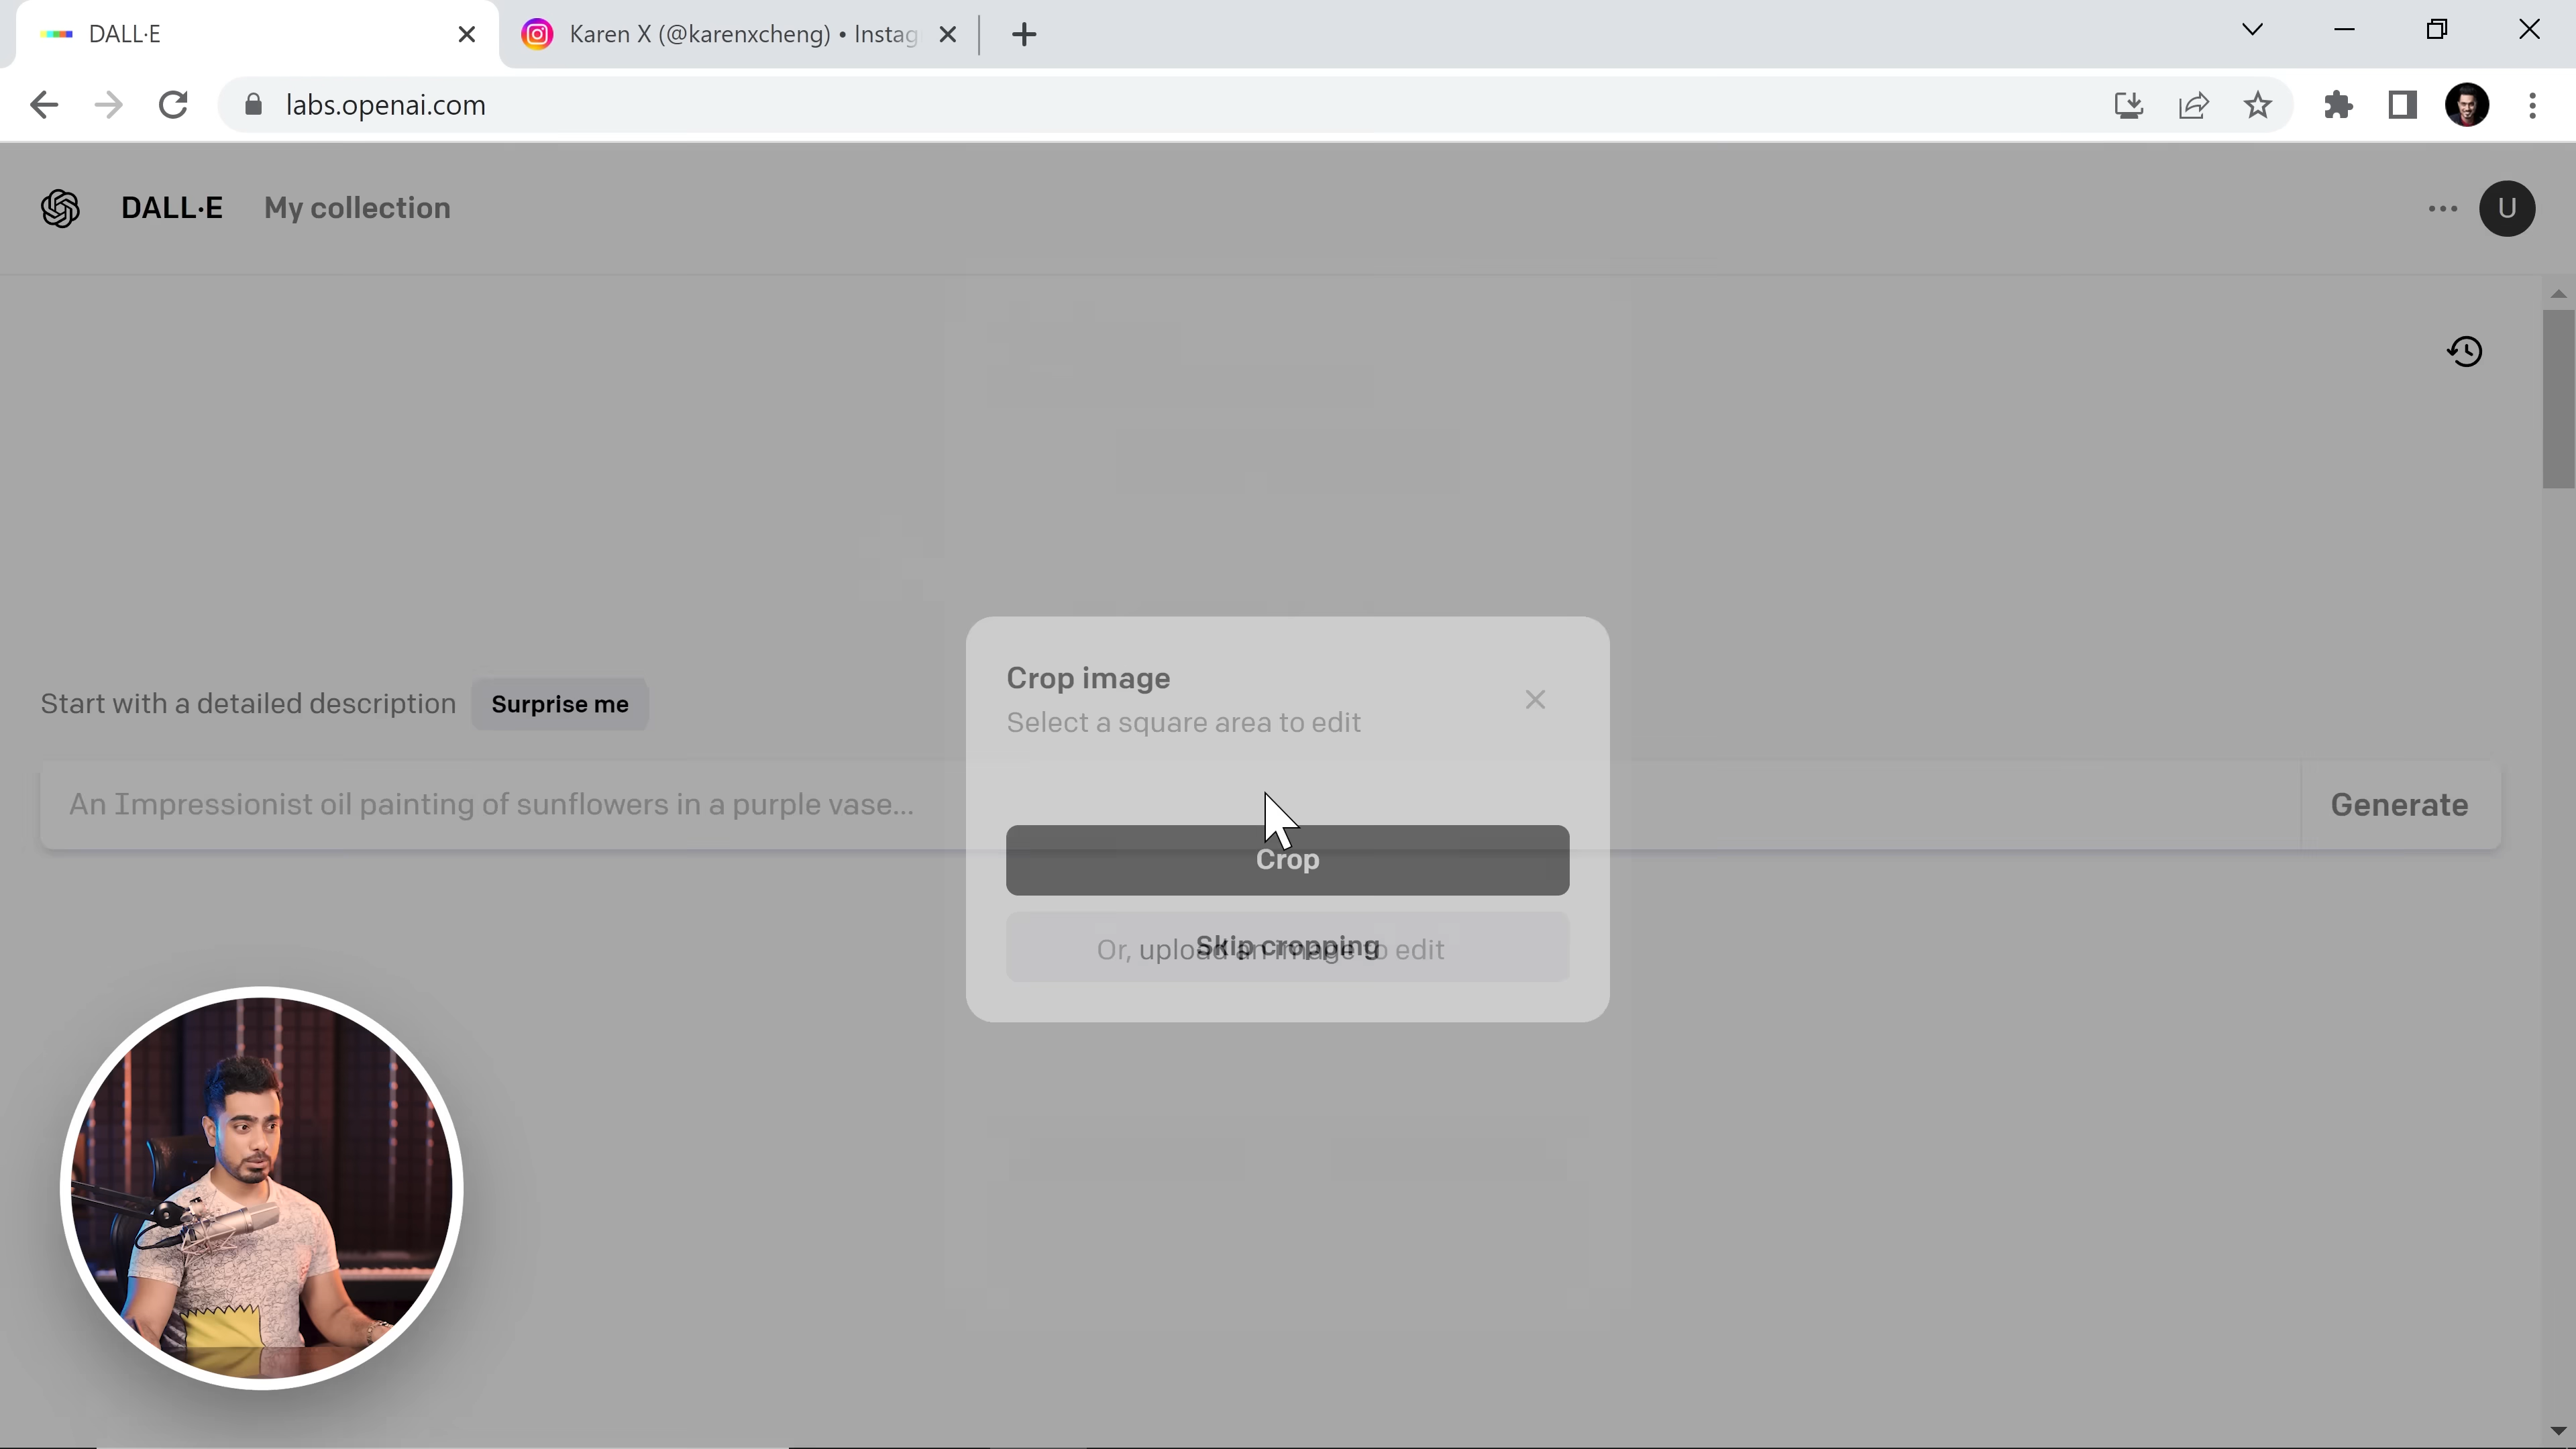 DALL·E
Karen X (@karenxcheng) • Instag
labs.openai.com
DALL·E
My collection
U
Crop image
Select a square area to edit
Start with a detailed description
Surprise me
An Impressionist oil painting of sunflowers in a purple vase...
Generate
Crop
Skip cropping
Or, upload an image to edit